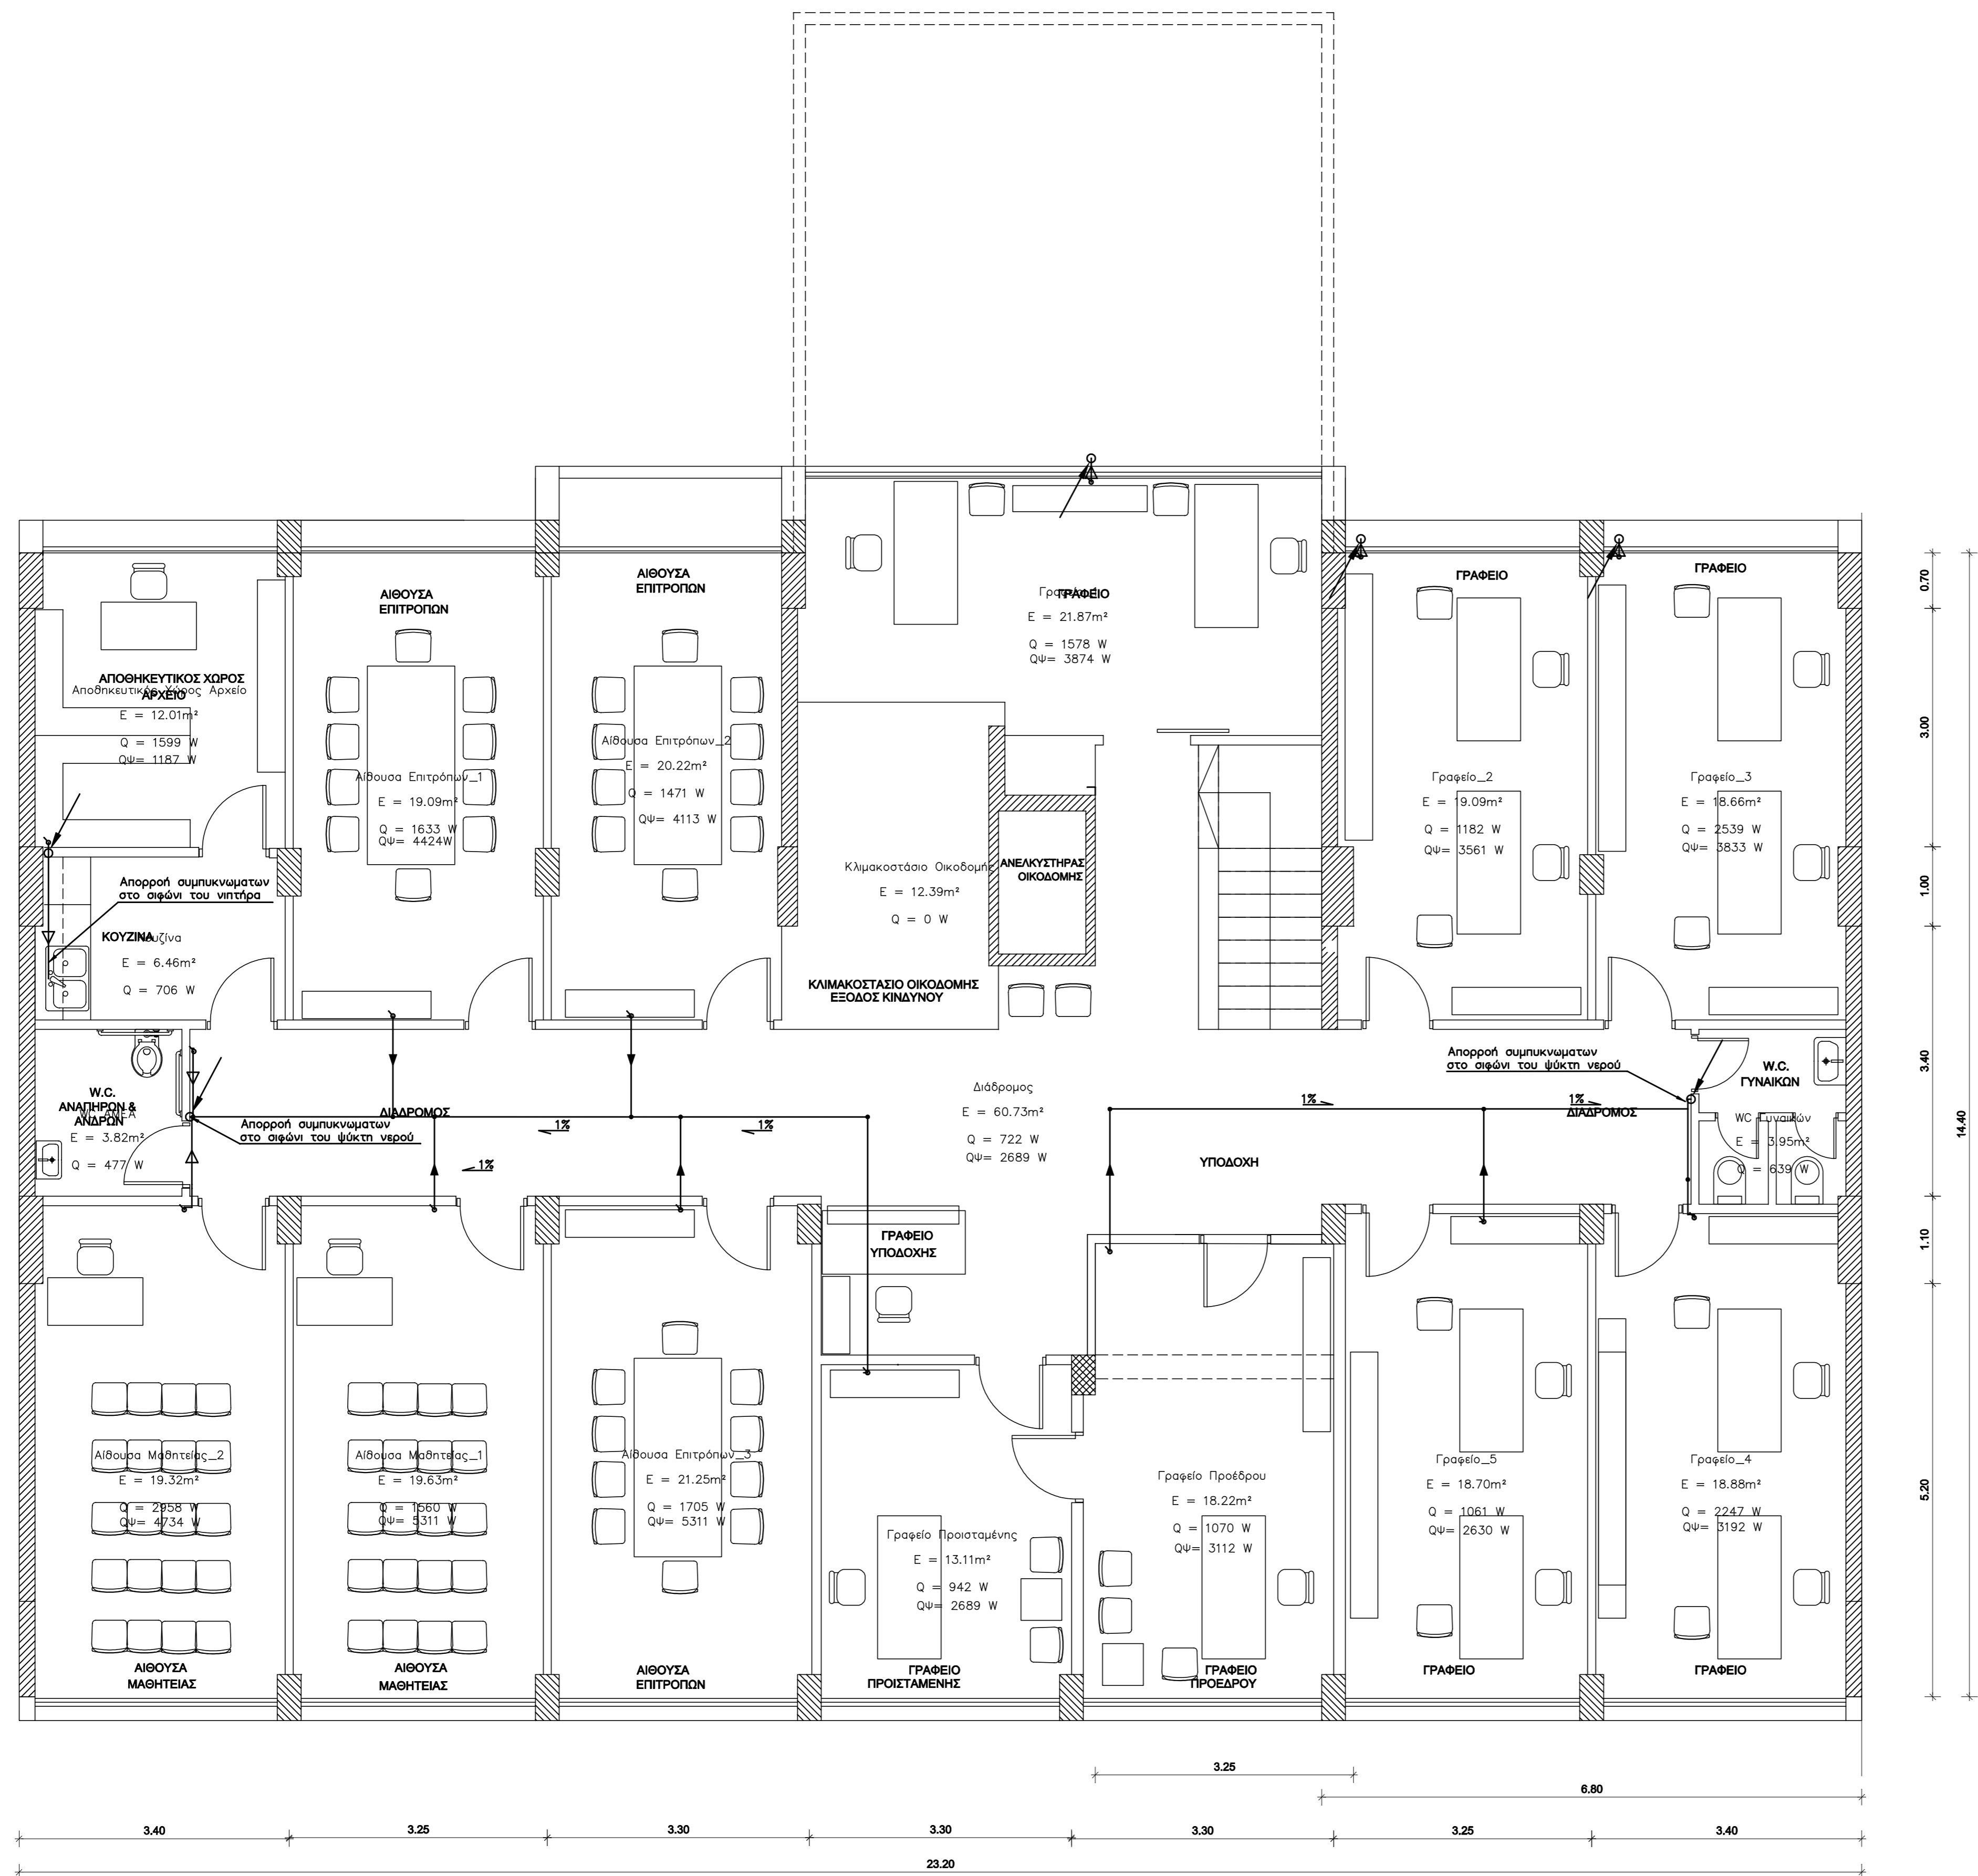 ΑΙΘΟΥΣΑ
ΕΠΙΤΡΟΠΩΝ
ΑΙΘΟΥΣΑ
ΕΠΙΤΡΟΠΩΝ
ΓΡΑΦΕΙΟ
E = 21.87m²
Q = 1578 W
QΨ= 3874 W
ΓΡΑΦΕΙΟ
ΓΡΑΦΕΙΟ
ΑΠΟΘΗΚΕΥΤΙΚΟΣ ΧΩΡΟΣ
ΑΡΧΕΙΟ
Αποθηκευτικός Χώρος Αρχείο
E = 12.01m²
Q = 1599 W
QΨ= 1187 W
Αίθουσα Επιτρόπων_1
E = 19.09m²
Q = 1633 W
QΨ= 4424W
Αίθουσα Επιτρόπων_2
E = 20.22m²
Q = 1471 W
QΨ= 4113 W
Γραφείο_2
E = 19.09m²
Q = 1182 W
QΨ= 3561 W
Γραφείο_3
E = 18.66m²
Q = 2539 W
QΨ= 3833 W
Κλιμακοστάσιο Οικοδομής
E = 12.39m²
Q = 0 W
ΑΝΕΛΚΥΣΤΗΡΑΣ
ΟΙΚΟΔΟΜΗΣ
ΚΛΙΜΑΚΟΣΤΑΣΙΟ ΟΙΚΟΔΟΜΗΣ
ΕΞΟΔΟΣ ΚΙΝΔΥΝΟΥ
Απορροή συμπυκνωματων
στο σιφώνι του νιπτήρα
ΚΟΥΖΙΝΑ
Κουζίνα
E = 6.46m²
Q = 706 W
W.C.
ΑΝΑΠΗΡΩΝ &
ΑΝΔΡΩΝ
WC ΑΜΕΑ
E = 3.82m²
Q = 477 W
ΔΙΑΔΡΟΜΟΣ
Απορροή συμπυκνωματων
στο σιφώνι του ψύκτη νερού
1%
1%
1%
Διάδρομος
E = 60.73m²
Q = 722 W
QΨ= 2689 W
ΥΠΟΔΟΧΗ
1%
1%
Απορροή συμπυκνωματων
στο σιφώνι του ψύκτη νερού
ΔΙΑΔΡΟΜΟΣ
W.C.
ΓΥΝΑΙΚΩΝ
WC Γυναικών
E = 3.95m²
Q = 639 W
ΓΡΑΦΕΙΟ
ΥΠΟΔΟΧΗΣ
Αίθουσα Μαθητείας_2
E = 19.32m²
Q = 2958 W
QΨ= 4734 W
Αίθουσα Μαθητείας_1
E = 19.63m²
Q = 1560 W
QΨ= 5311 W
Αίθουσα Επιτρόπων_3
E = 21.25m²
Q = 1705 W
QΨ= 5311 W
Γραφείο Προισταμένης
E = 13.11m²
Q = 942 W
QΨ= 2689 W
Γραφείο Προέδρου
E = 18.22m²
Q = 1070 W
QΨ= 3112 W
Γραφείο_5
E = 18.70m²
Q = 1061 W
QΨ= 2630 W
Γραφείο_4
E = 18.88m²
Q = 2247 W
QΨ= 3192 W
ΑΙΘΟΥΣΑ
ΜΑΘΗΤΕΙΑΣ
ΑΙΘΟΥΣΑ
ΜΑΘΗΤΕΙΑΣ
ΑΙΘΟΥΣΑ
ΕΠΙΤΡΟΠΩΝ
ΓΡΑΦΕΙΟ
ΠΡΟΙΣΤΑΜΕΝΗΣ
ΓΡΑΦΕΙΟ
ΠΡΟΕΔΡΟΥ
ΓΡΑΦΕΙΟ
ΓΡΑΦΕΙΟ
0.70
3.00
1.00
3.40
1.10
5.20
14.40
3.25
6.80
3.40
3.25
3.30
3.30
3.30
3.25
3.40
23.20